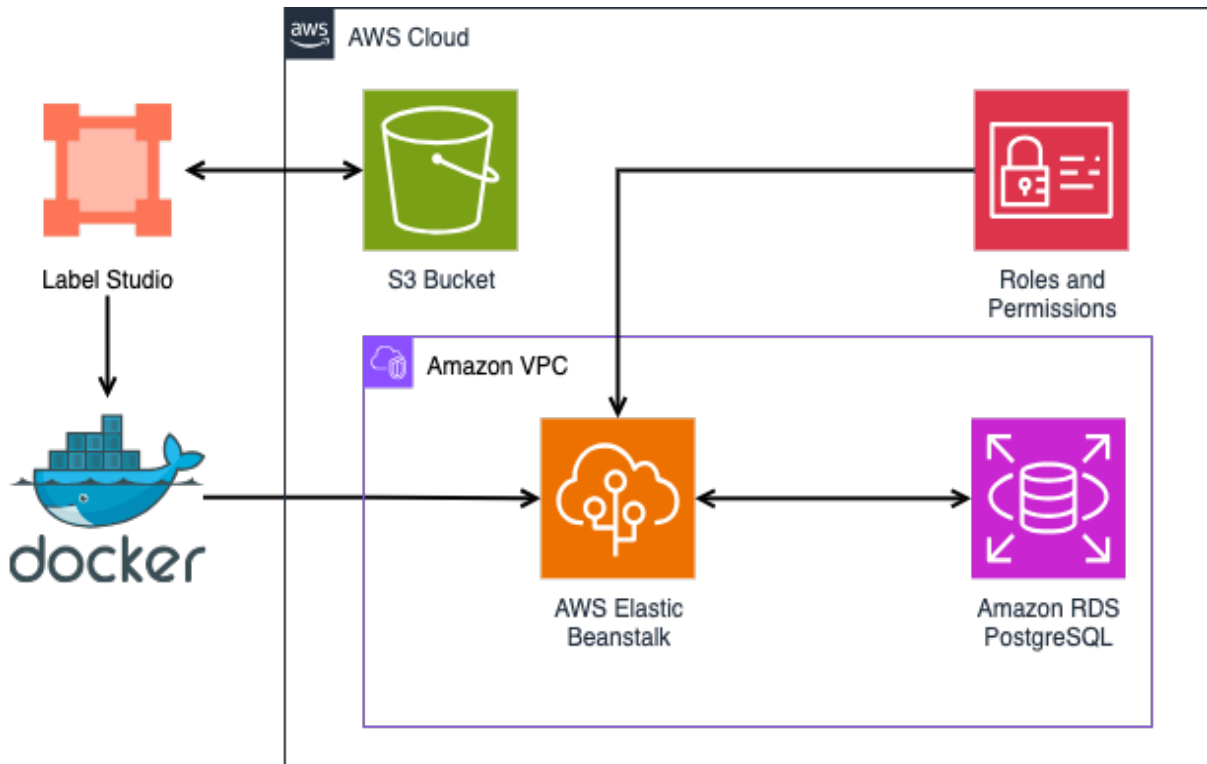 aws
AWS Cloud
Label Studio
S3 Bucket
Roles and
Permissions
Amazon VPC
docker
AWS Elastic
Beanstalk
Amazon RDS
PostgreSQL